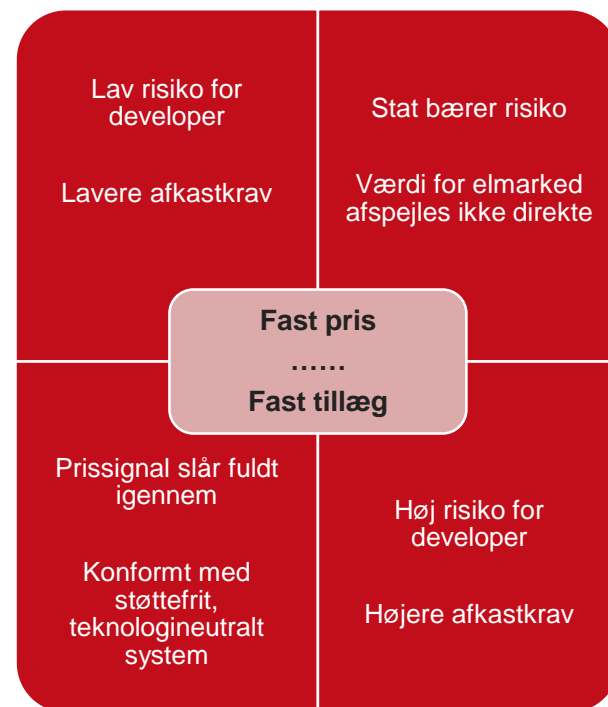 Lav risiko for
developer
Lavere afkastkrav
Stat bærer risiko
Værdi for elmarked
afspejles ikke direkte
Fast pris
......
Fast tillæg
Prissignal slår fuldt
igennem
Konformt med
støttefrit,
teknologineutralt
system
Høj risiko for
developer
Højere afkastkrav